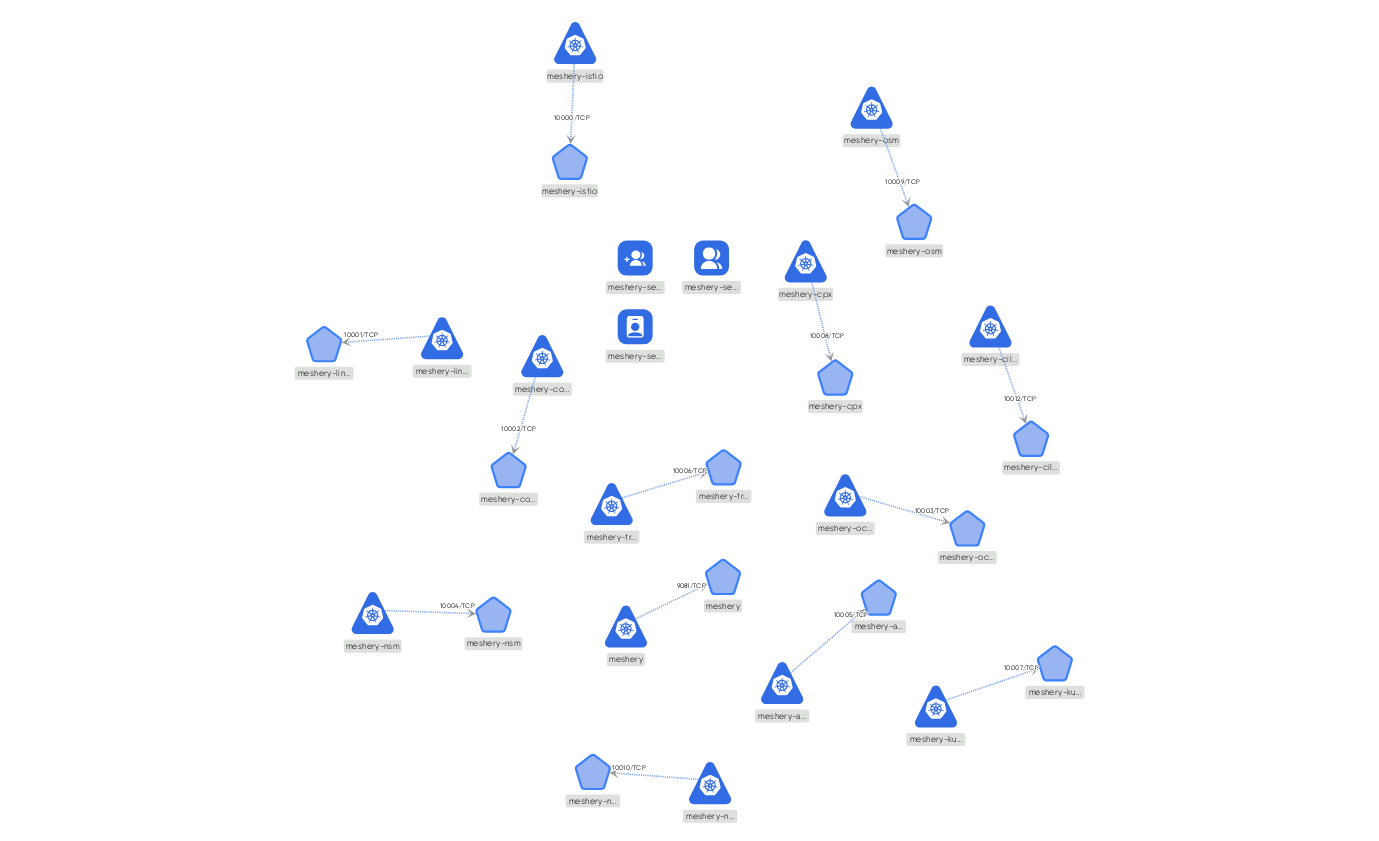 meshery-istio
10000/TCP
meshery-istio
meshery-osm
10009/TCP
meshery-osm
meshery-se...
meshery-se...
meshery-cpx
meshery-se...
10008/TCP
meshery-cpx
10001/TCP
meshery-lin...
meshery-lin...
meshery-co...
10002/TCP
meshery-co...
meshery-cil...
10012/TCP
meshery-cil...
10006/TCP
meshery-tr...
meshery-tr...
10003/TCP
meshery-oc...
meshery-oc...
10004/TCP
meshery-nsm
meshery-nsm
9081/TCP
meshery
meshery
10005/TCP
meshery-a...
meshery-a...
10007/TCP
meshery-ku...
meshery-ku...
10010/TCP
meshery-n...
meshery-n...